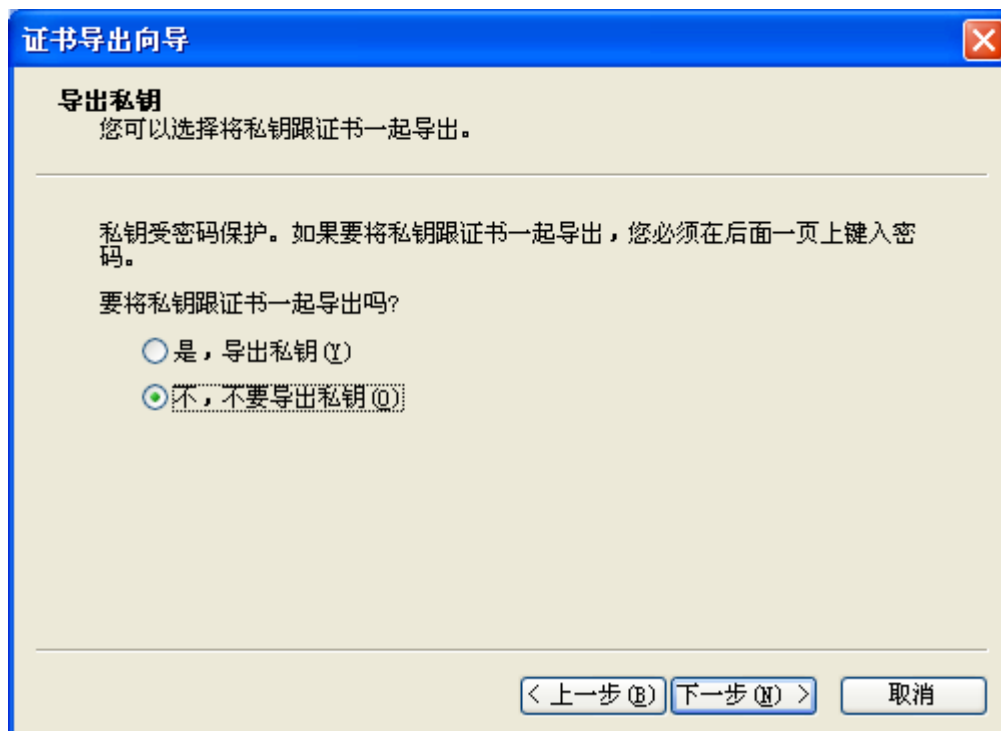 证书导出向导
导出私钥
您可以选择将私钥跟证书一起导出。
私钥受密码保护。如果要将私钥跟证书一起导出,您必须在后面一页上键入密
码。
要将私钥跟证书一起导出吗?
是,导出私钥(Y)
不,不要导出私钥(O)
< 上一步(B) 下一步(N) > 取消